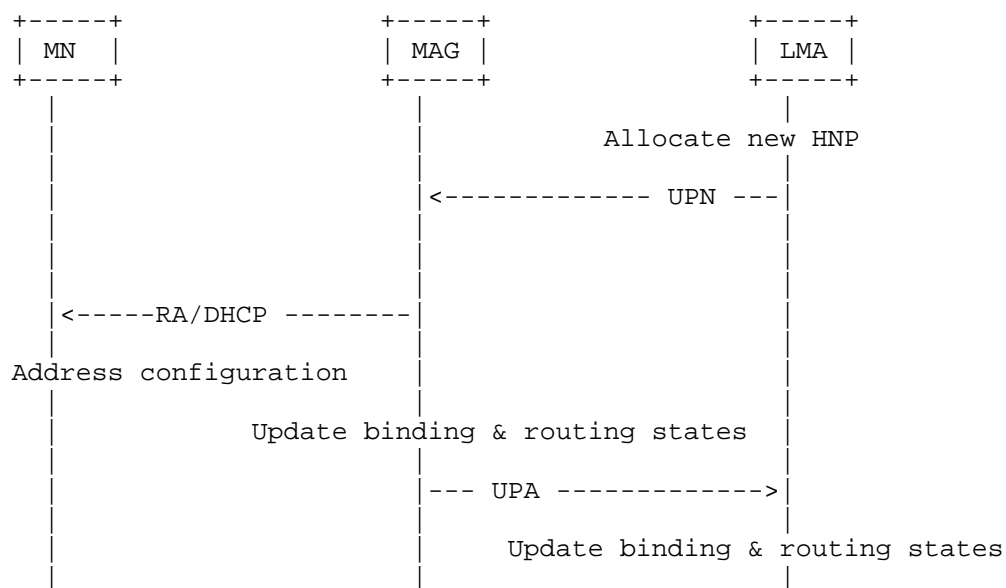 MN MAG LMA
Allocate new HNP
UPN
RA/DHCP
Address configuration
Update binding & routing states
UPA
Update binding & routing states